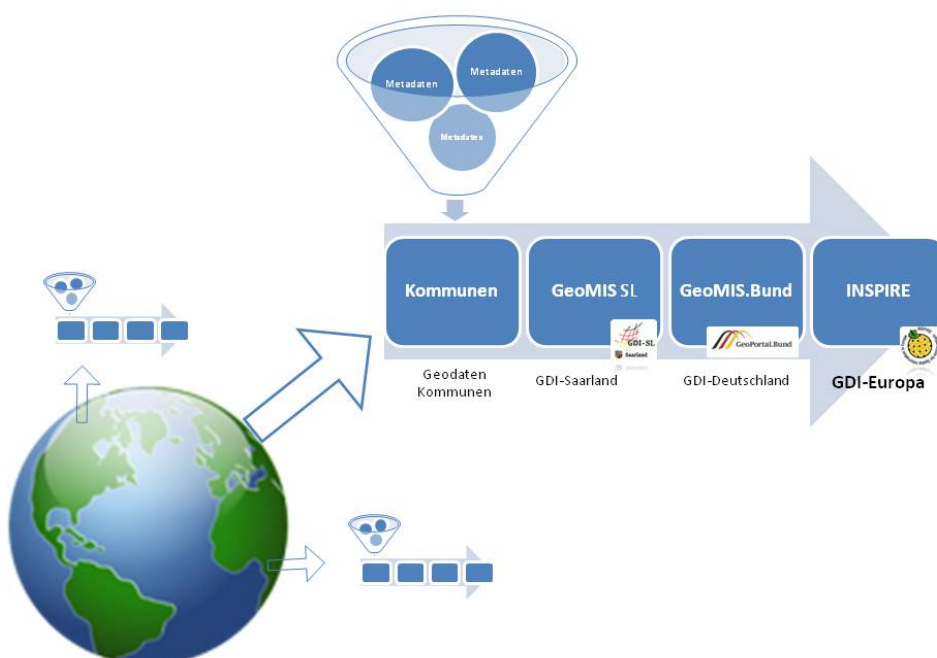 Metadaten
Metadaten
Metadaten
Kommunen
GeoMIS SL
GeoMIS.Bund
INSPIRE
GDI-SL
Saarland
GeoPortal.Bund
Geodaten
Kommunen
GDI-Saarland
GDI-Deutschland
GDI-Europa